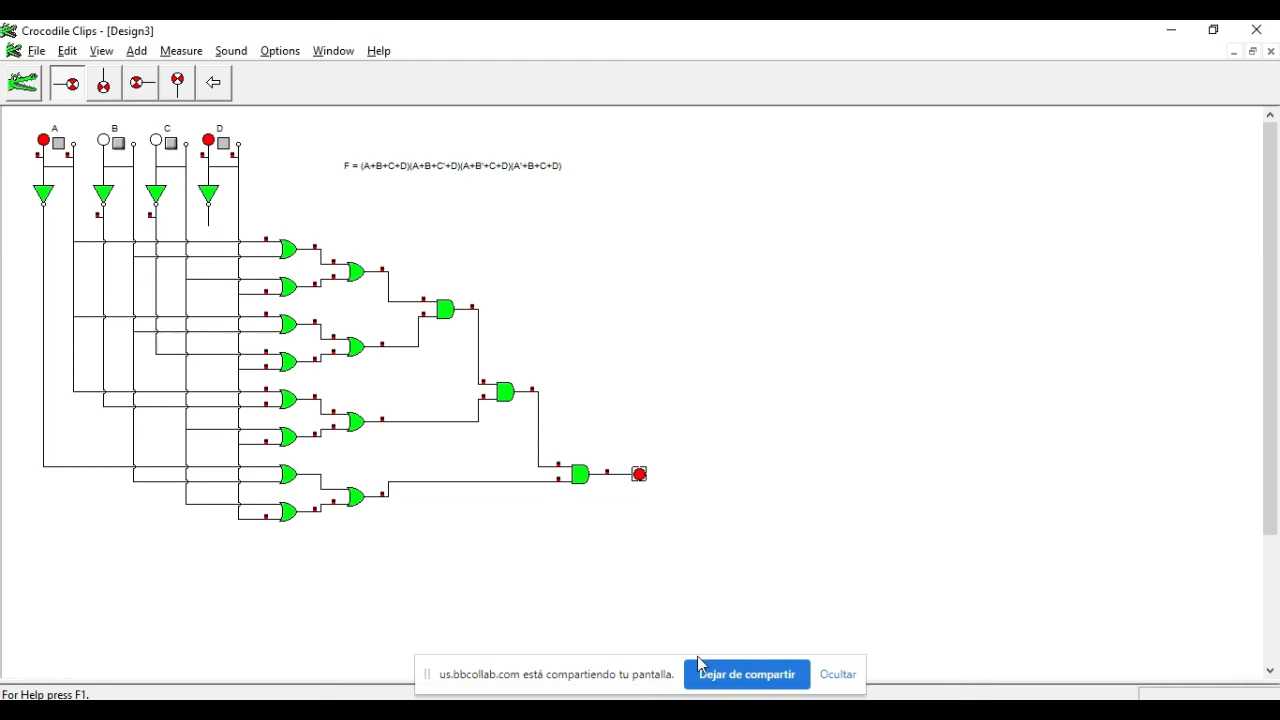 Crocodile Clips - [Design3]
File Edit View Add Measure Sound Options Window Help
A B C D
F = (A+B+C+D)(A+B+C'+D)(A+B'+C+D)(A'+B+C+D)
us.bbcollab.com está compartiendo tu pantalla. Dejar de compartir Ocultar
For Help press F1.